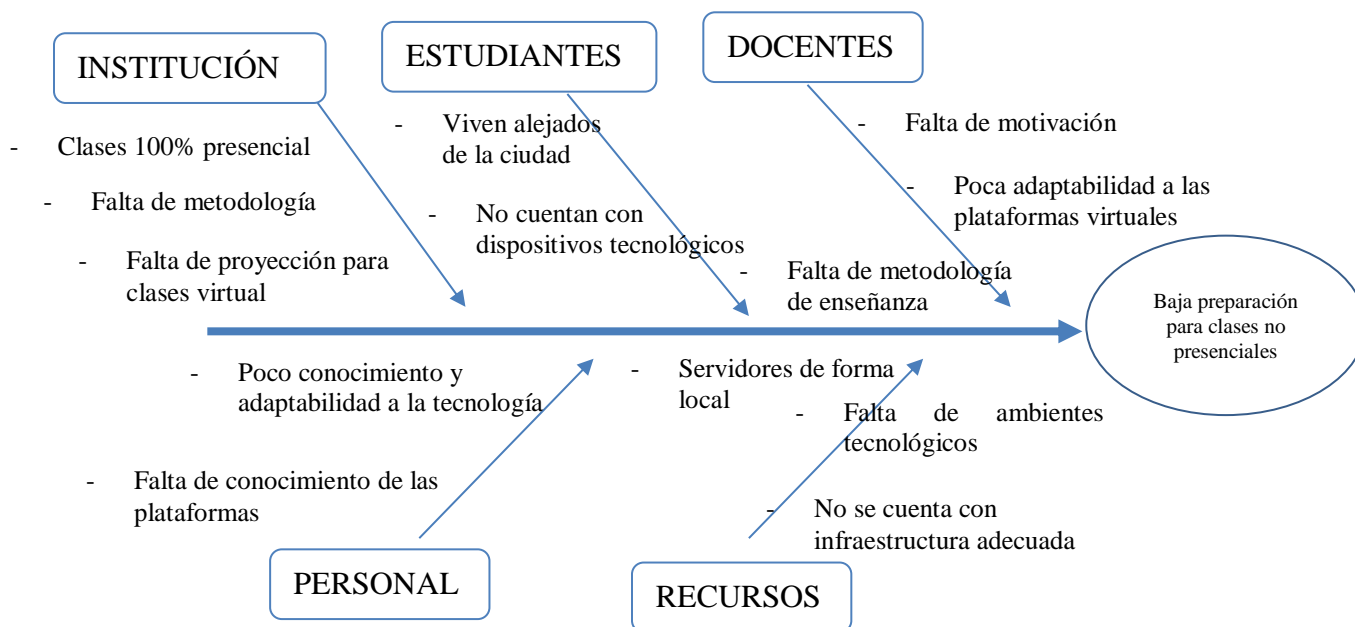 INSTITUCIÓN
- Clases 100% presencial
- Falta de metodología
- Falta de proyección para
clases virtual
ESTUDIANTES
- Viven alejados
de la ciudad
- No cuentan con
dispositivos tecnológicos
DOCENTES
- Falta de motivación
- Poca adaptabilidad a las
plataformas virtuales
- Falta de metodología
de enseñanza
Baja preparación
para clases no
presenciales
- Poco conocimiento y
adaptabilidad a la tecnología
- Falta de conocimiento de las
plataformas
PERSONAL
- Servidores de forma
local
- Falta de ambientes
tecnológicos
- No se cuenta con
infraestructura adecuada
RECURSOS